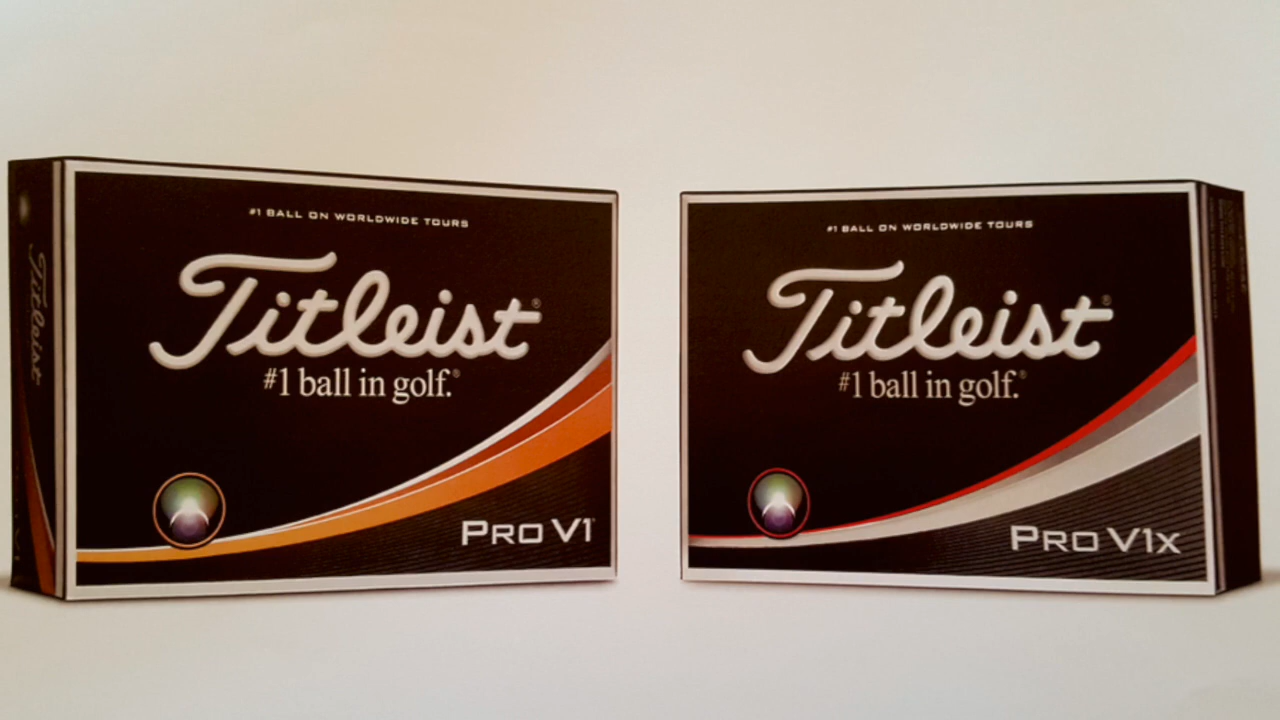 #1 BALL ON WORLDWIDE TOURS
Titleist®
#1 ball in golf.®
PRO V1
Titleist
#1 BALL ON WORLDWIDE TOURS
Titleist®
#1 ball in golf.®
PRO V1x